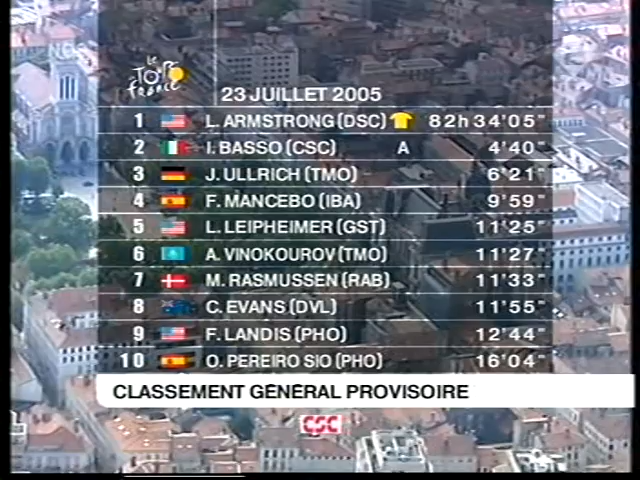 Le
TOUR
de
france
23 JUILLET 2005
1 L. ARMSTRONG (DSC) 82h 34'05"
2 I. BASSO (CSC) A 4'40"
3 J. ULLRICH (TMO) 6'21"
4 F. MANCEBO (IBA) 9'59"
5 L. LEIPHEIMER (GST) 11'25"
6 A. VINOKOUROV (TMO) 11'27"
7 M. RASMUSSEN (RAB) 11'33"
8 C. EVANS (DVL) 11'55"
9 F. LANDIS (PHO) 12'44"
10 O. PEREIRO SIO (PHO) 16'04"
CLASSEMENT GÉNÉRAL PROVISOIRE
CSC